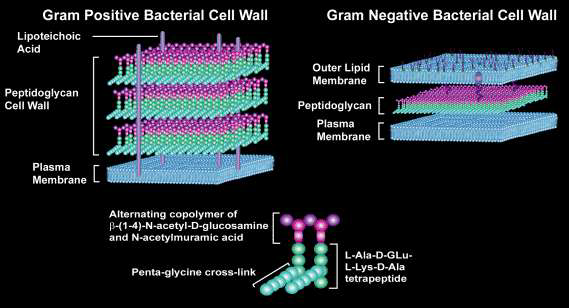 Gram Positive Bacterial Cell Wall
Lipoteichoic
Acid
Peptidoglycan
Cell Wall
Plasma
Membrane
Gram Negative Bacterial Cell Wall
Outer Lipid
Membrane
Peptidoglycan
Plasma
Membrane
Alternating copolymer of
β-(1-4)-N-acetyl-D-glucosamine
and N-acetylmuramic acid
Penta-glycine cross-link
L-Ala-D-GLu-
L-Lys-D-Ala
tetrapeptide